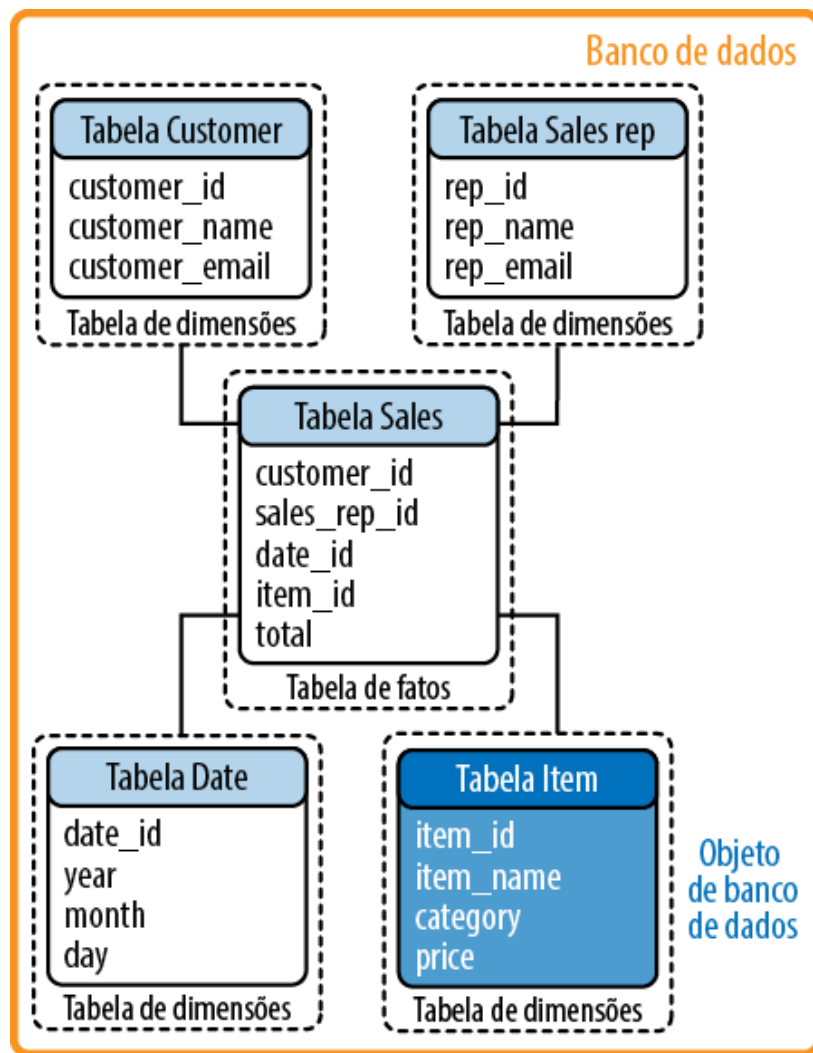 Banco de dados
Tabela Customer
customer_id
customer_name
customer_email
Tabela de dimensões
Tabela Sales rep
rep_id
rep_name
rep_email
Tabela de dimensões
Tabela Sales
customer_id
sales_rep_id
date_id
item_id
total
Tabela de fatos
Tabela Date
date_id
year
month
day
Tabela de dimensões
Tabela Item
item_id
item_name
category
price
Tabela de dimensões
Objeto
de banco
de dados